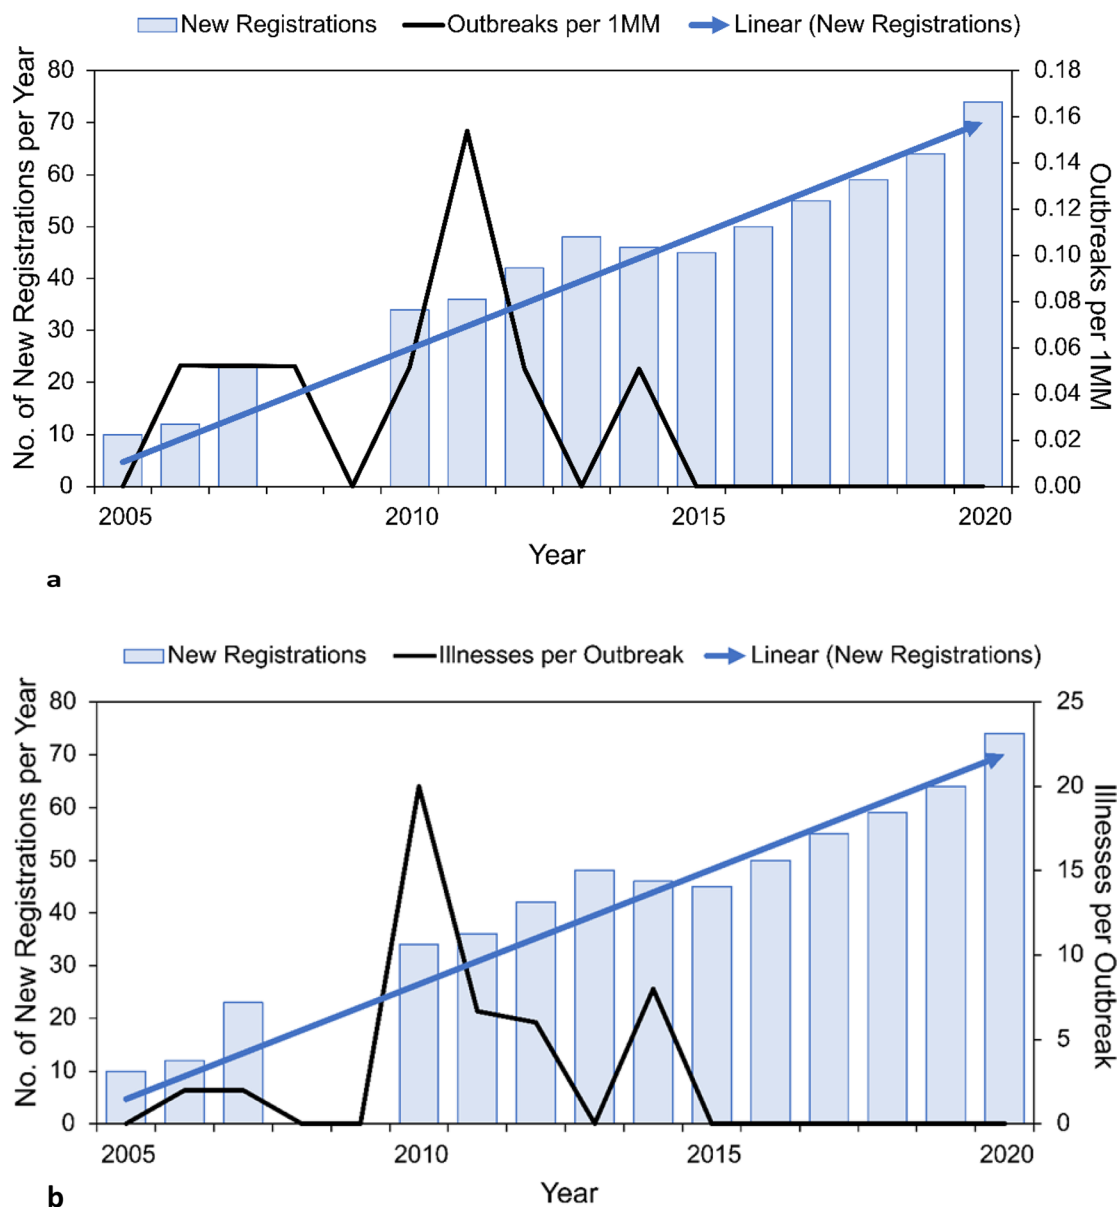 New Registrations Outbreaks per 1MM Linear (New Registrations)
No. of New Registrations per Year
80
70
60
50
40
30
20
10
0
0.18
0.16
0.14
0.12
0.10
0.08
0.06
0.04
0.02
0.00
Outbreaks per 1MM
2005 2010 2015 2020
Year
a
New Registrations Illnesses per Outbreak Linear (New Registrations)
No. of New Registrations per Year
80
70
60
50
40
30
20
10
0
25
20
15
10
5
0
Illnesses per Outbreak
2005 2010 2015 2020
Year
b